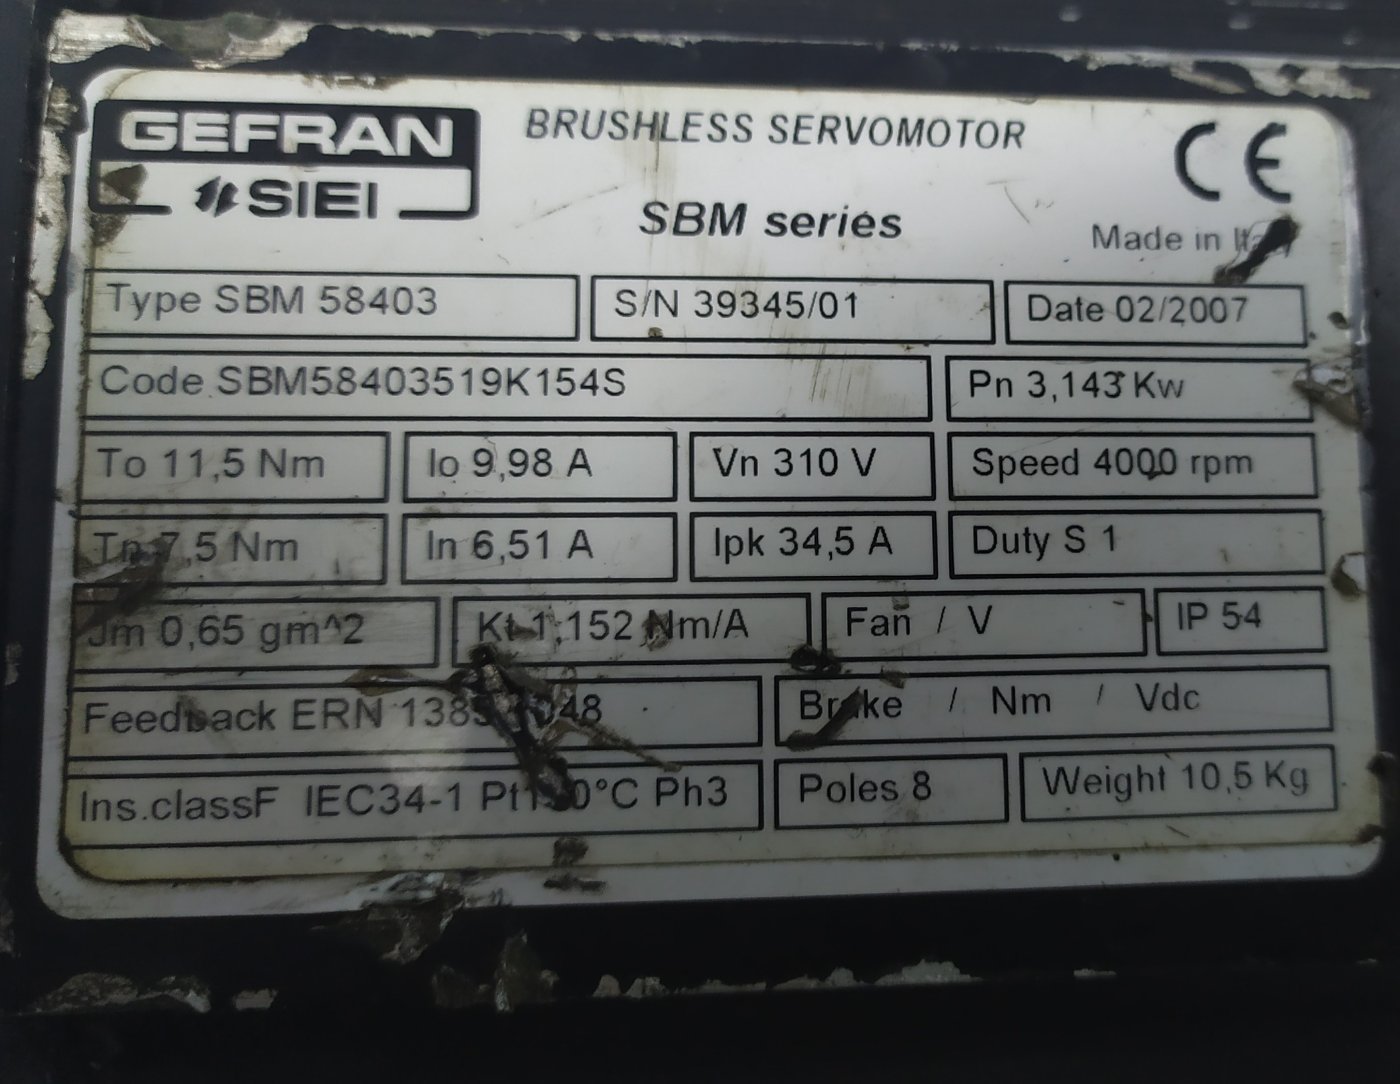 GEFRAN
SIEI
BRUSHLESS SERVOMOTOR
SBM series
CE
Made in
Type SBM 58403
S/N 39345/01
Date 02/2007
Code SBM58403519K154S
Pn 3,143 Kw
To 11,5 Nm
Io 9,98 A
Vn 310 V
Speed 4000 rpm
Tn 7,5 Nm
In 6,51 A
Ipk 34,5 A
Duty S 1
Jm 0,65 gm^2
Kt 1,152 Nm/A
Fan / V
IP 54
Feedback ERN
Brake / Nm / Vdc
Ins.classF IEC34-1 Ph3
Poles 8
Weight 10,5 Kg